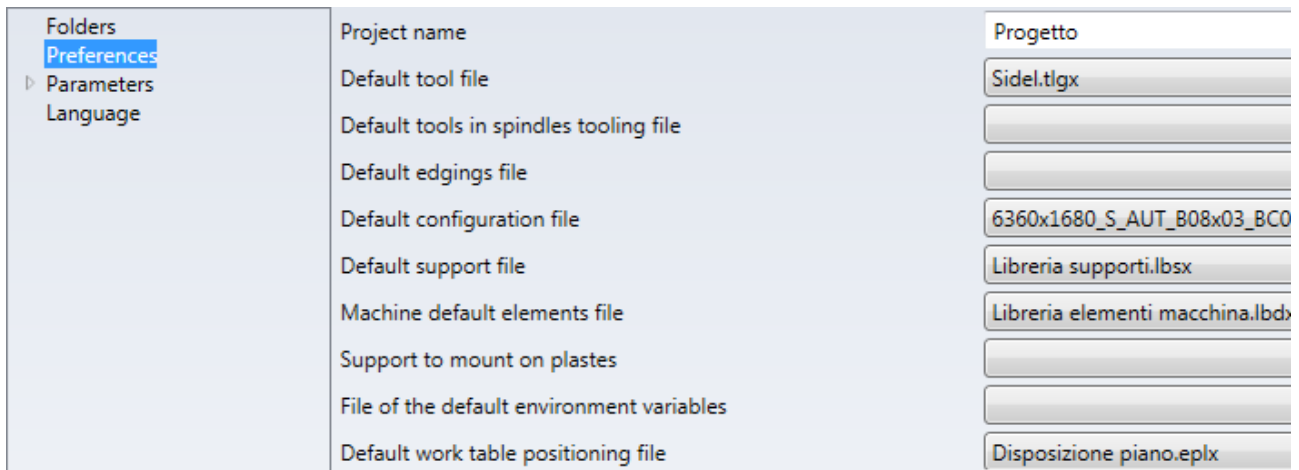 Folders
Preferences
Parameters
Language
Project name Progetto
Default tool file Sidel.tlgx
Default tools in spindles tooling file
Default edgings file
Default configuration file 6360x1680_S_AUT_B08x03_BC0
Default support file Libreria supporti.lbsx
Machine default elements file Libreria elementi macchina.lbdx
Support to mount on plastes
File of the default environment variables
Default work table positioning file Disposizione piano.eplx